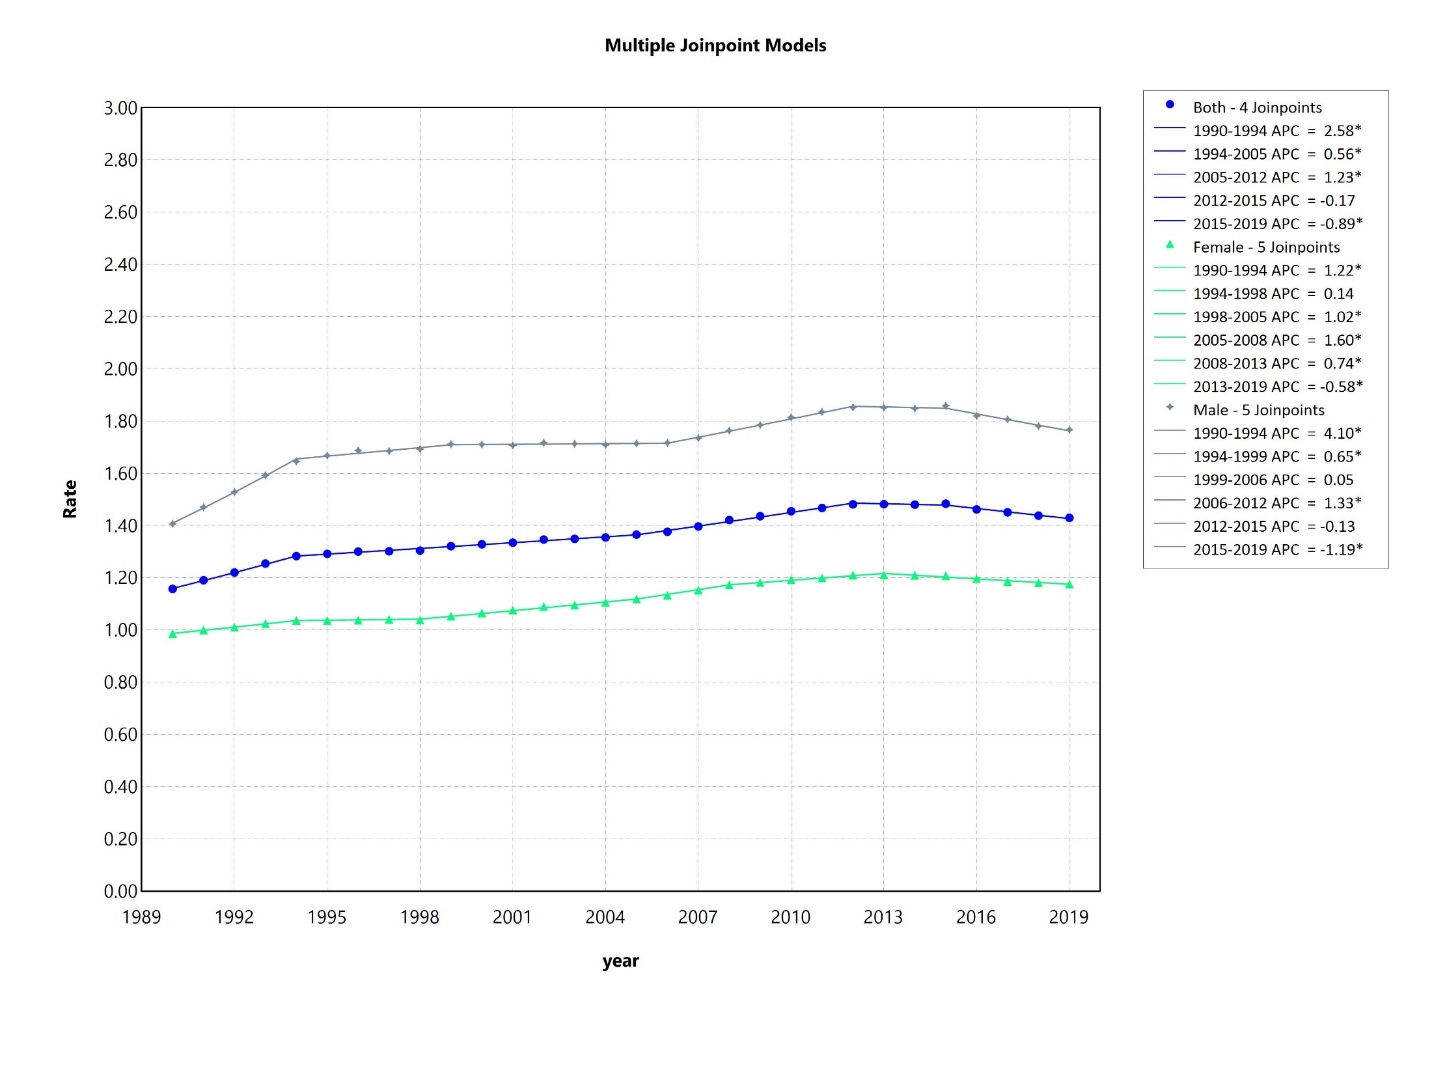 Multiple Joinpoint Models
3.00
2.80
2.60
2.40
2.20
2.00
1.80
1.60
1.40
1.20
1.00
0.80
0.60
0.40
0.20
0.00
Rate
1989 1992 1995 1998 2001 2004 2007 2010 2013 2016 2019
year
Both - 4 Joinpoints
1990-1994 APC = 2.58*
1994-2005 APC = 0.56*
2005-2012 APC = 1.23*
2012-2015 APC = -0.17
2015-2019 APC = -0.89*
Female - 5 Joinpoints
1990-1994 APC = 1.22*
1994-1998 APC = 0.14
1998-2005 APC = 1.02*
2005-2008 APC = 1.60*
2008-2013 APC = 0.74*
2013-2019 APC = -0.58*
Male - 5 Joinpoints
1990-1994 APC = 4.10*
1994-1999 APC = 0.65*
1999-2006 APC = 0.05
2006-2012 APC = 1.33*
2012-2015 APC = -0.13
2015-2019 APC = -1.19*